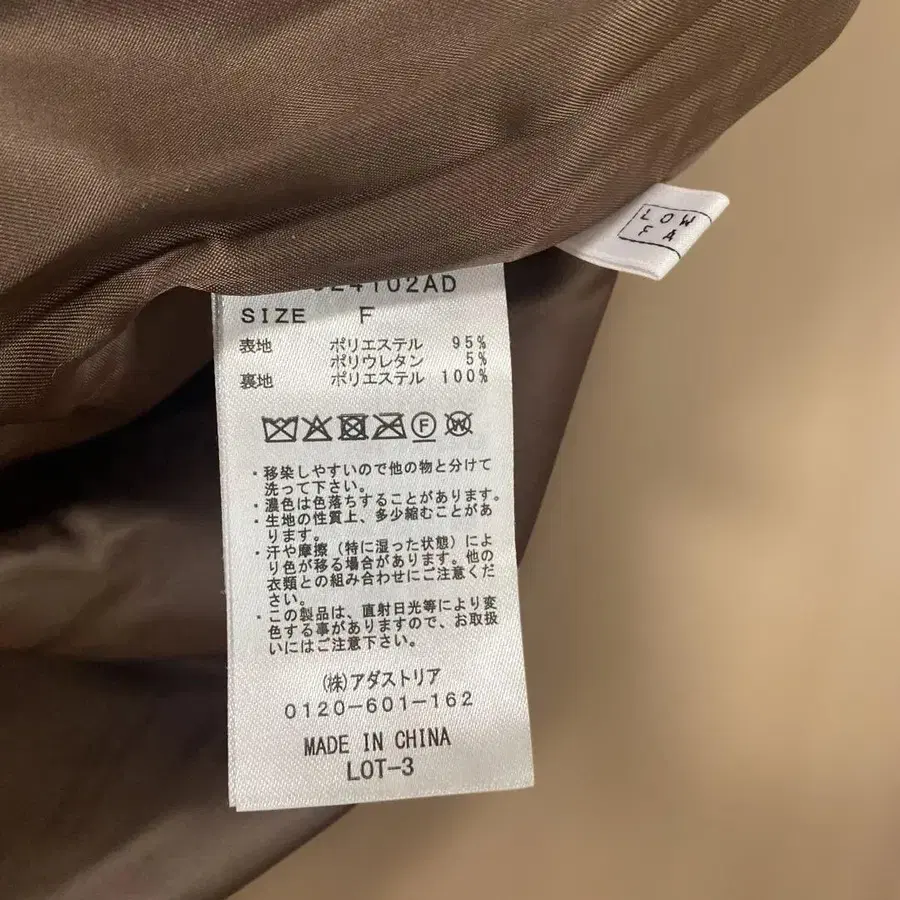 LOW
FA
24102AD
SIZE F
表地 ポリエステル 95%
ポリウレタン 5%
裏地 ポリエステル 100%
F
W
・移染しやすいので他の物と分けて
洗って下さい。
・濃色は色落ちすることがあります。
・生地の性質上、多少縮むことがあ
ります。
・汗や摩擦（特に湿った状態）によ
り色が移る場合があります。他の
衣類との組み合わせにご注意くだ
さい。
・この製品は、直射日光等により変
色する事がありますので、お取扱
いにはご注意下さい。
(株)アダストリア
0120-601-162
MADE IN CHINA
LOT-3